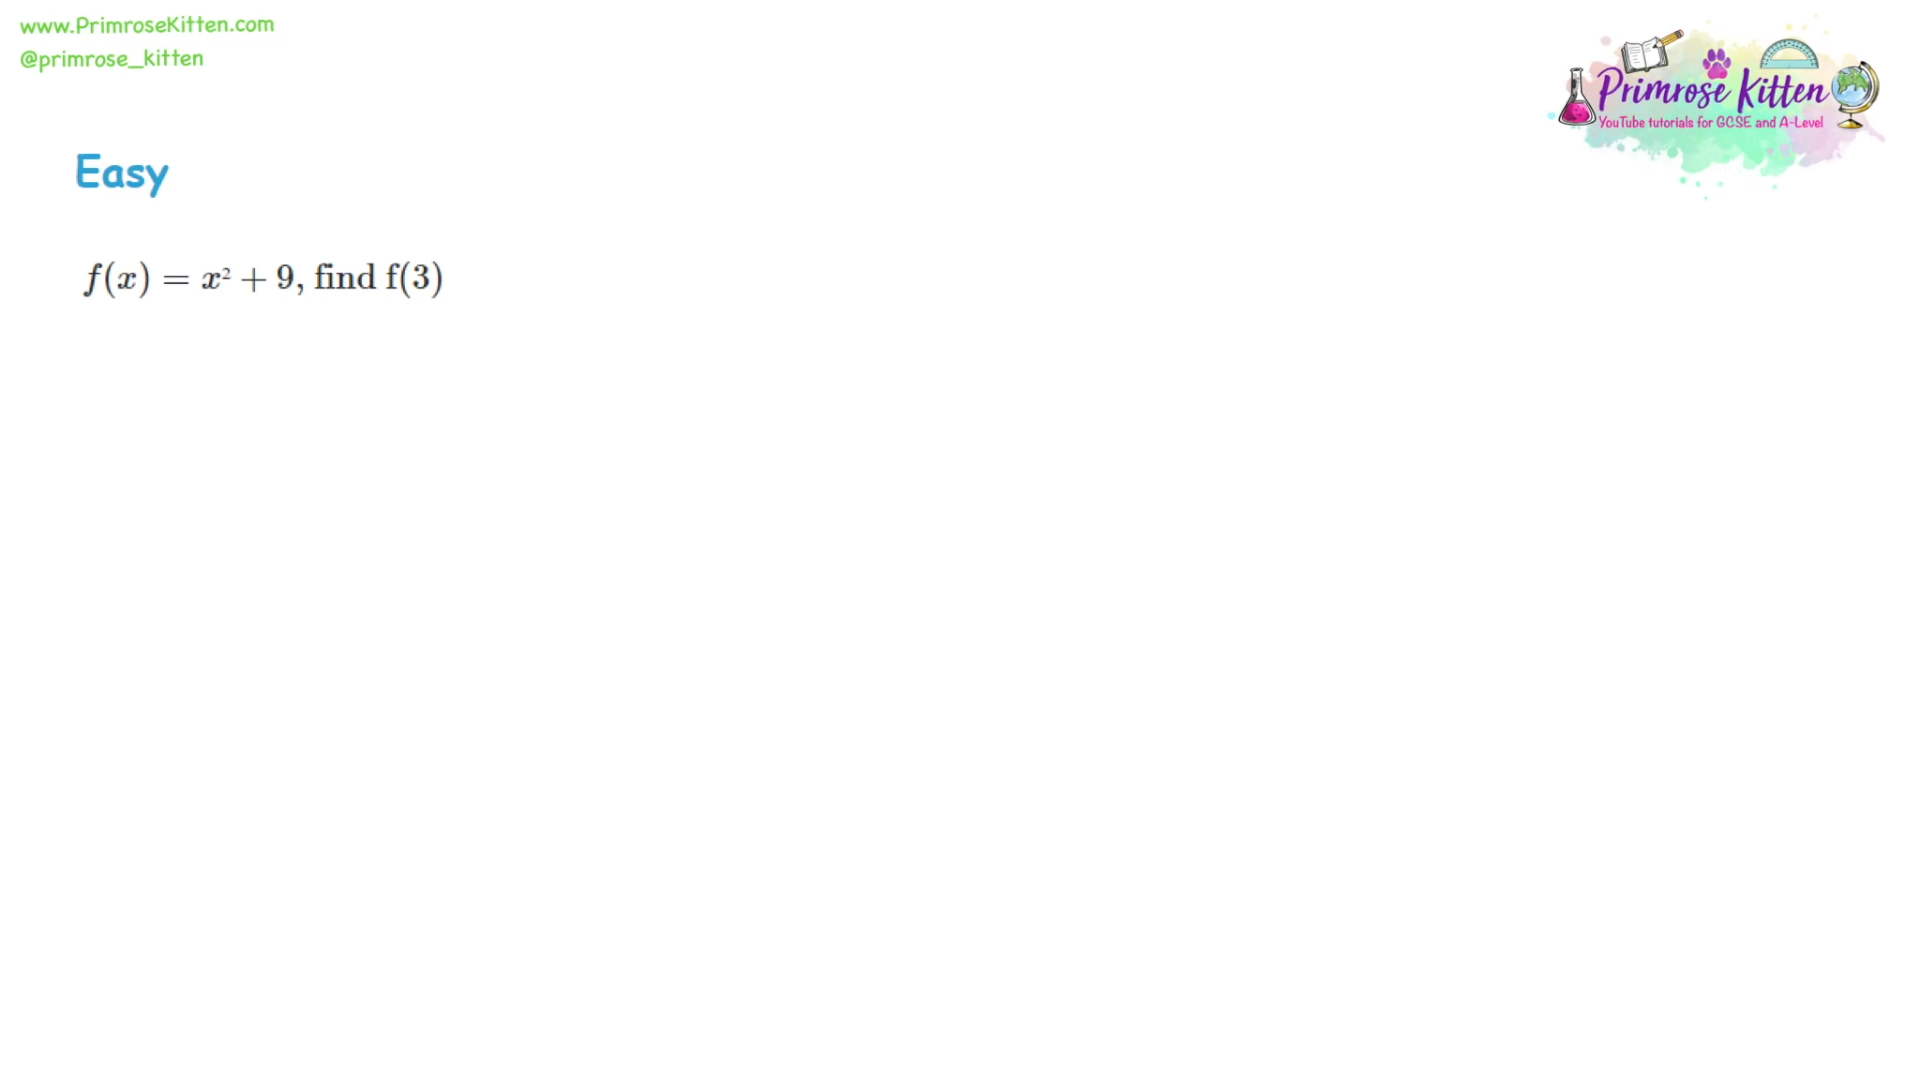 www.PrimroseKitten.com
@primrose_kitten
Primrose Kitten
YouTube tutorials for GCSE and A-Level
Easy
f(x) = x² + 9, find f(3)